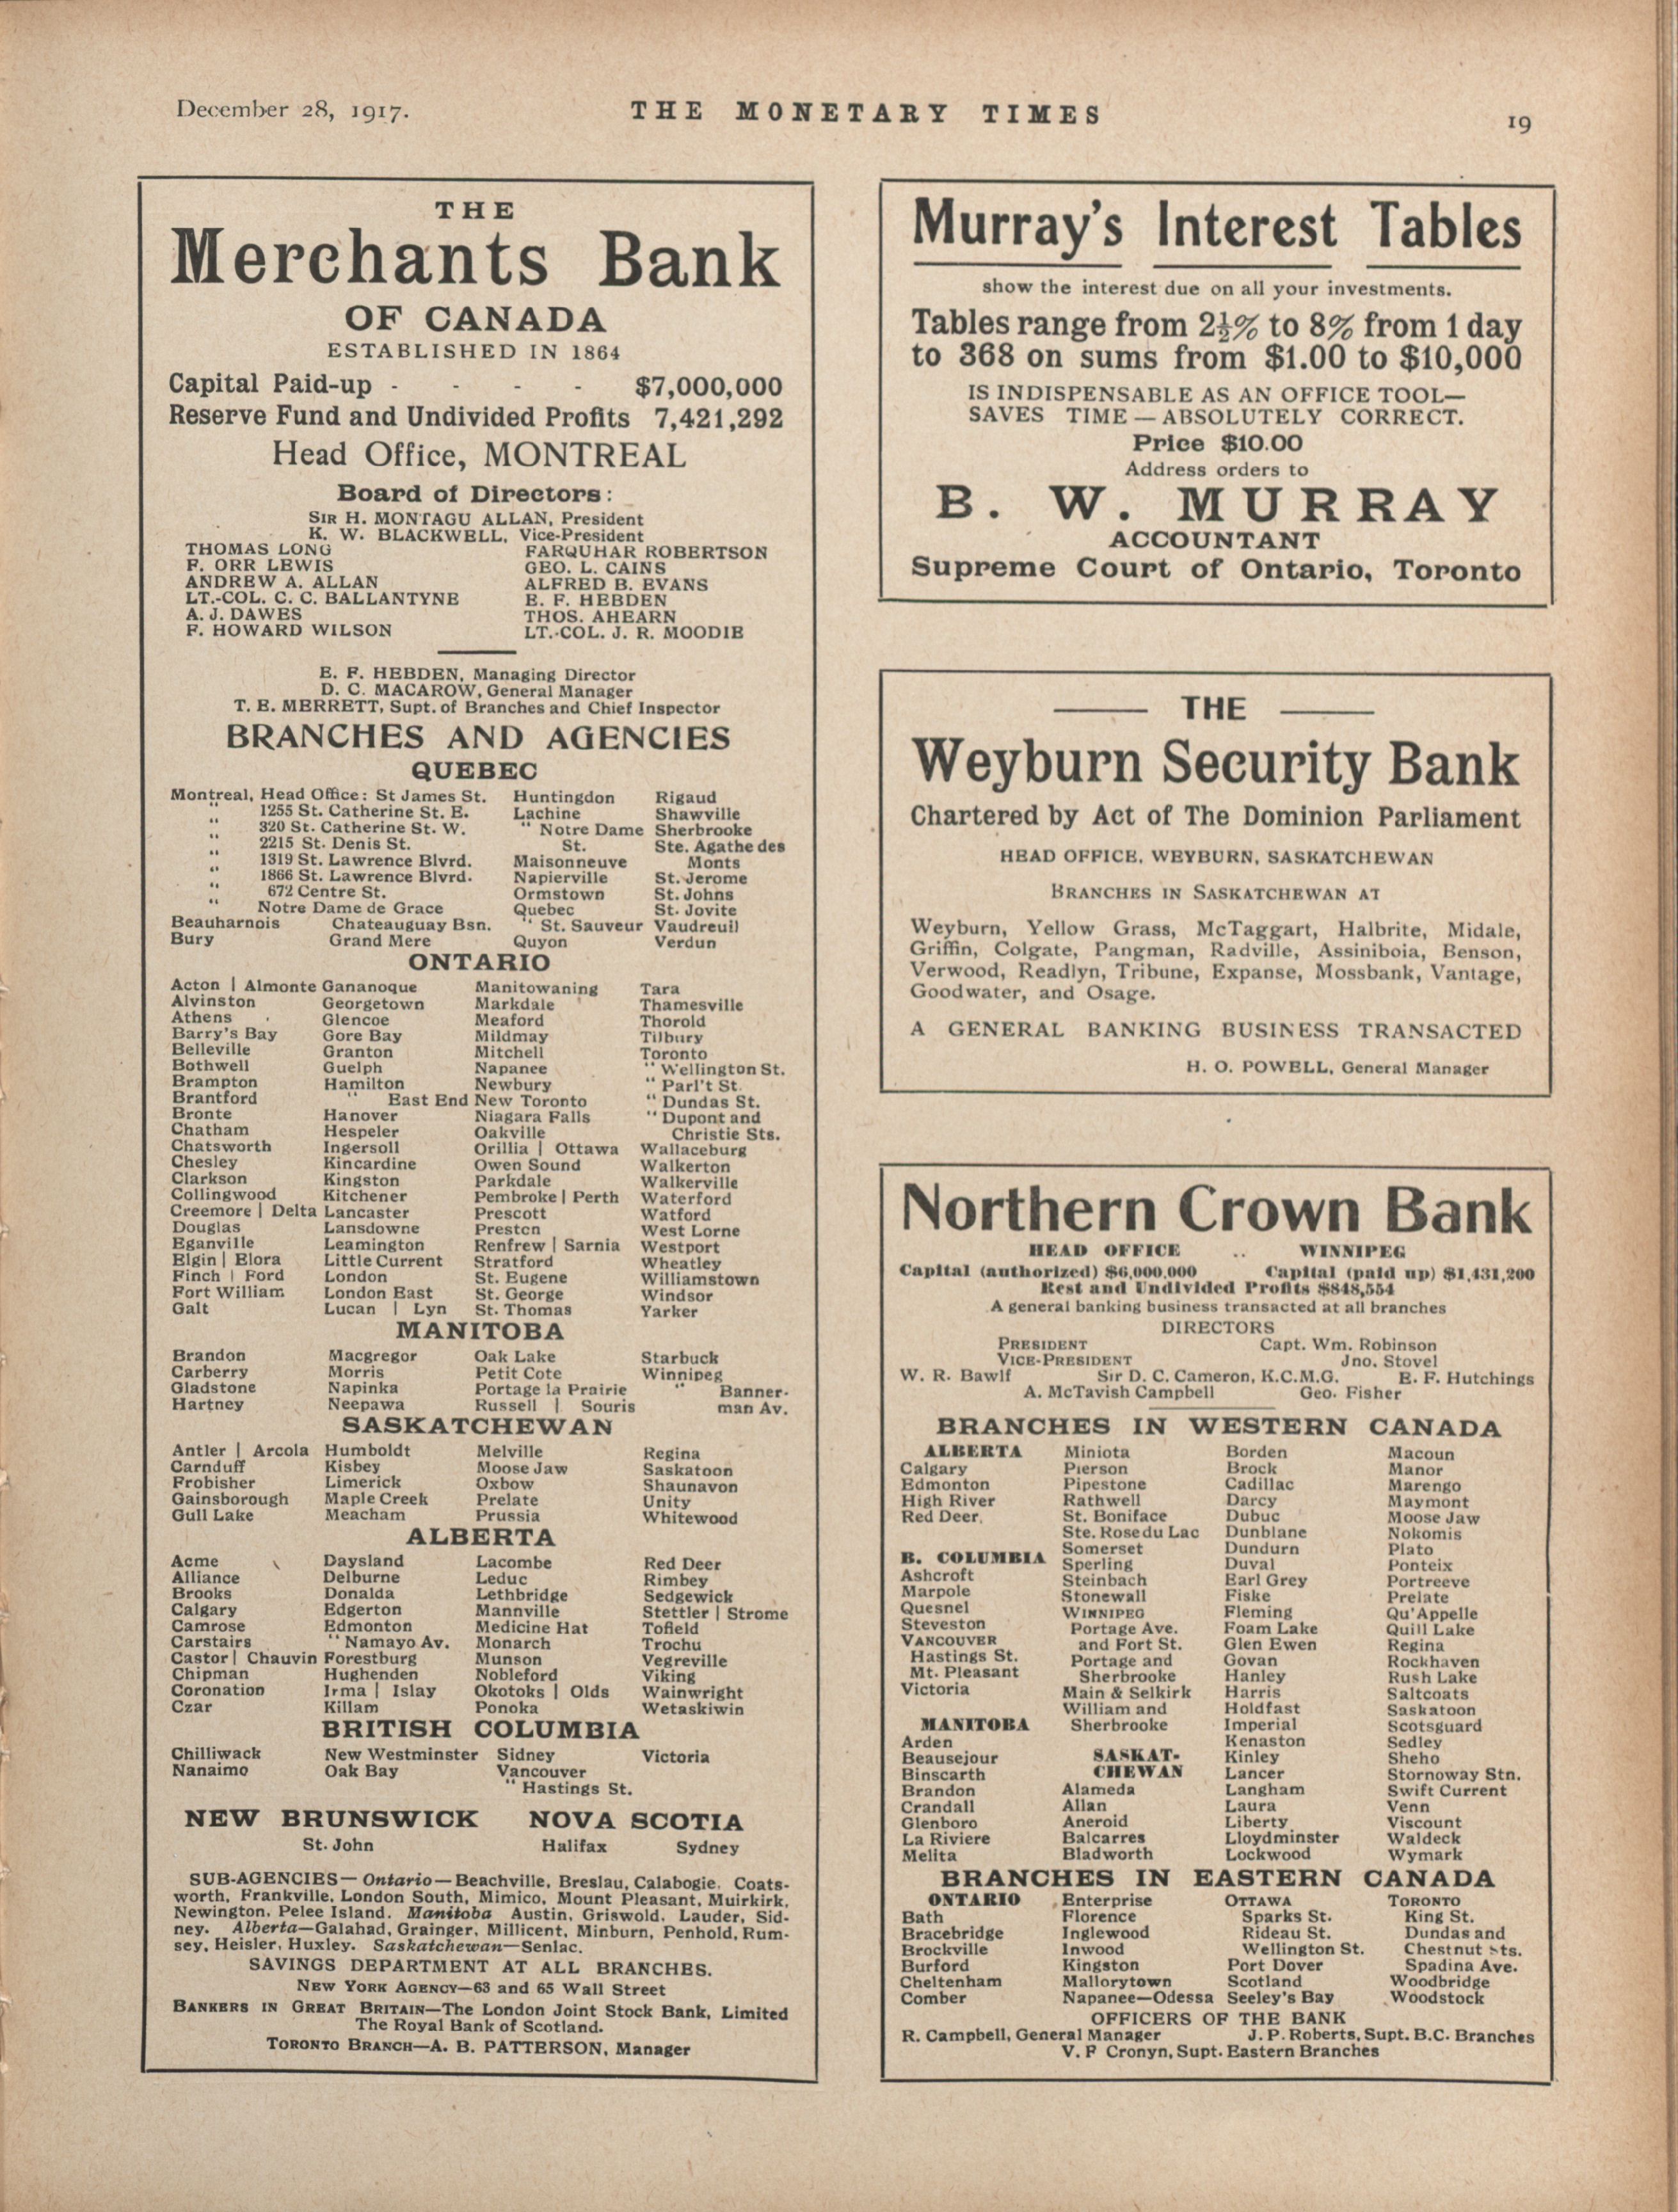 December 28, 1917.
THE MONETARY TIMES
19
THE
Merchants Bank
OF CANADA
ESTABLISHED IN 1864
Capital Paid-up - - - - $7,000,000
Reserve Fund and Undivided Profits 7,421,292
Head Office, MONTREAL
Board of Directors:
SIR H. MONTAGU ALLAN, President
K. W. BLACKWELL, Vice-President
THOMAS LONG FARQUHAR ROBERTSON
F. ORR LEWIS GEO. L. CAINS
ANDREW A. ALLAN ALFRED B. EVANS
LT.-COL. C. C. BALLANTYNE E. F. HEBDEN
A. J. DAWES THOS. AHEARN
F. HOWARD WILSON LT.-COL. J. R. MOODIE
E. F. HEBDEN, Managing Director
D. C. MACAROW, General Manager
T. E. MERRETT, Supt. of Branches and Chief Inspector
BRANCHES AND AGENCIES
QUEBEC
Montreal, Head Office: St James St. Huntingdon Rigaud
" 1255 St. Catherine St. E. Lachine Shawville
" 320 St. Catherine St. W. " Notre Dame Sherbrooke
" 2215 St. Denis St. St. Ste. Agathe des
" 1319 St. Lawrence Blvrd. Maisonneuve Monts
" 1866 St. Lawrence Blvrd. Napierville St. Jerome
" 672 Centre St. Ormstown St. Johns
" Notre Dame de Grace Quebec St. Jovite
Beauharnois Chateauguay Bsn. " St. Sauveur Vaudreuil
Bury Grand Mere Quyon Verdun
ONTARIO
Acton | Almonte Gananoque Manitowaning Tara
Alvinston Georgetown Markdale Thamesville
Athens Glencoe Meaford Thorold
Barry's Bay Gore Bay Mildmay Tilbury
Belleville Granton Mitchell Toronto
Bothwell Guelph Napanee " Wellington St.
Brampton Hamilton Newbury " Parl't St.
Brantford " East End New Toronto " Dundas St.
Bronte Hanover Niagara Falls " Dupont and
Chatham Hespeler Oakville Christie Sts.
Chatsworth Ingersoll Orillia | Ottawa Wallaceburg
Chesley Kincardine Owen Sound Walkerton
Clarkson Kingston Parkdale Walkerville
Collingwood Kitchener Pembroke | Perth Waterford
Creemore | Delta Lancaster Prescott Watford
Douglas Lansdowne Preston West Lorne
Eganville Leamington Renfrew | Sarnia Westport
Elgin | Elora Little Current Stratford Wheatley
Finch | Ford London St. Eugene Williamstown
Fort William London East St. George Windsor
Galt Lucan | Lyn St. Thomas Yarker
MANITOBA
Brandon Macgregor Oak Lake Starbuck
Carberry Morris Petit Cote Winnipeg
Gladstone Napinka Portage la Prairie " Banner-
Hartney Neepawa Russell | Souris man Av.
SASKATCHEWAN
Antler | Arcola Humboldt Melville Regina
Carnduff Kisbey Moose Jaw Saskatoon
Frobisher Limerick Oxbow Shaunavon
Gainsborough Maple Creek Prelate Unity
Gull Lake Meacham Prussia Whitewood
ALBERTA
Acme Daysland Lacombe Red Deer
Alliance Delburne Leduc Rimbey
Brooks Donalda Lethbridge Sedgewick
Calgary Edgerton Mannville Stettler | Strome
Camrose Edmonton Medicine Hat Tofield
Carstairs " Namayo Av. Monarch Trochu
Castor | Chauvin Forestburg Munson Vegreville
Chipman Hughenden Nobleford Viking
Coronation Irma | Islay Okotoks | Olds Wainwright
Czar Killam Ponoka Wetaskiwin
BRITISH COLUMBIA
Chilliwack New Westminster Sidney Victoria
Nanaimo Oak Bay Vancouver
" Hastings St.
NEW BRUNSWICK NOVA SCOTIA
St. John Halifax Sydney
SUB-AGENCIES—Ontario—Beachville, Breslau, Calabogie, Coats-
worth, Frankville, London South, Mimico, Mount Pleasant, Muirkirk,
Newington, Pelee Island. Manitoba Austin, Griswold, Lauder, Sid-
ney. Alberta—Galahad, Grainger, Millicent, Minburn, Penhold, Rum-
sey, Heisler, Huxley. Saskatchewan—Senlac.
SAVINGS DEPARTMENT AT ALL BRANCHES.
NEW YORK AGENCY—63 and 65 Wall Street
BANKERS IN GREAT BRITAIN—The London Joint Stock Bank, Limited
The Royal Bank of Scotland.
TORONTO BRANCH—A. B. PATTERSON, Manager
Murray's Interest Tables
show the interest due on all your investments.
Tables range from 2½% to 8% from 1 day
to 368 on sums from $1.00 to $10,000
IS INDISPENSABLE AS AN OFFICE TOOL—
SAVES TIME—ABSOLUTELY CORRECT.
Price $10.00
Address orders to
B. W. MURRAY
ACCOUNTANT
Supreme Court of Ontario, Toronto
THE
Weyburn Security Bank
Chartered by Act of The Dominion Parliament
HEAD OFFICE, WEYBURN, SASKATCHEWAN
BRANCHES IN SASKATCHEWAN AT
Weyburn, Yellow Grass, McTaggart, Halbrite, Midale,
Griffin, Colgate, Pangman, Radville, Assiniboia, Benson,
Verwood, Readlyn, Tribune, Expanse, Mossbank, Vantage,
Goodwater, and Osage.
A GENERAL BANKING BUSINESS TRANSACTED
H. O. POWELL, General Manager
Northern Crown Bank
HEAD OFFICE .. WINNIPEG
Capital (authorized) $6,000,000 Capital (paid up) $1,431,200
Rest and Undivided Profits $848,554
A general banking business transacted at all branches
DIRECTORS
PRESIDENT Capt. Wm. Robinson
VICE-PRESIDENT Jno. Stovel
W. R. Bawlf Sir D. C. Cameron, K.C.M.G. E. F. Hutchings
A. McTavish Campbell Geo. Fisher
BRANCHES IN WESTERN CANADA
ALBERTA Miniota Borden Macoun
Calgary Pierson Brock Manor
Edmonton Pipestone Cadillac Marengo
High River Rathwell Darcy Maymont
Red Deer. St. Boniface Dubuc Moose Jaw
Ste. Rose du Lac Dunblane Nokomis
Somerset Dundurn Plato
B. COLUMBIA Sperling Duval Ponteix
Ashcroft Steinbach Earl Grey Portreeve
Marpole Stonewall Fiske Prelate
Quesnel WINNIPEG Fleming Qu'Appelle
Steveston Portage Ave. Foam Lake Quill Lake
VANCOUVER and Fort St. Glen Ewen Regina
Hastings St. Portage and Govan Rockhaven
Mt. Pleasant Sherbrooke Hanley Rush Lake
Victoria Main & Selkirk Harris Saltcoats
William and Holdfast Saskatoon
MANITOBA Sherbrooke Imperial Scotsguard
Arden Kenaston Sedley
Beausejour SASKAT- Kinley Sheho
Binscarth CHEWAN Lancer Stornoway Stn.
Brandon Alameda Langham Swift Current
Crandall Allan Laura Venn
Glenboro Aneroid Liberty Viscount
La Riviere Balcarres Lloydminster Waldeck
Melita Bladworth Lockwood Wymark
BRANCHES IN EASTERN CANADA
ONTARIO Enterprise OTTAWA TORONTO
Bath Florence Sparks St. King St.
Bracebridge Inglewood Rideau St. Dundas and
Brockville Inwood Wellington St. Chestnut Sts.
Burford Kingston Port Dover Spadina Ave.
Cheltenham Mallorytown Scotland Woodbridge
Comber Napanee—Odessa Seeley's Bay Woodstock
OFFICERS OF THE BANK
R. Campbell, General Manager J. P. Roberts, Supt. B.C. Branches
V. F Cronyn, Supt. Eastern Branches